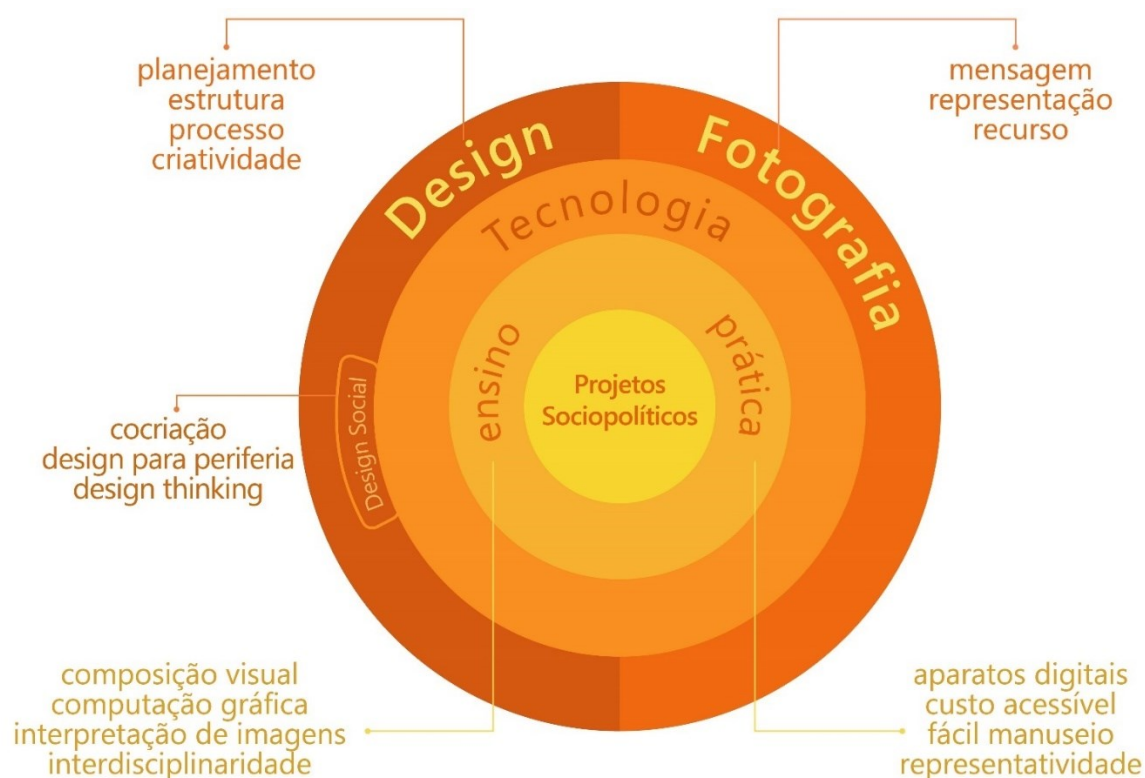 planejamento
estrutura
processo
criatividade
mensagem
representação
recurso
Design
Fotografia
Tecnologia
ensino
prática
Projetos
Sociopolíticos
Design Social
cocriação
design para periferia
design thinking
composição visual
computação gráfica
interpretação de imagens
interdisciplinaridade
aparatos digitais
custo acessível
fácil manuseio
representatividade